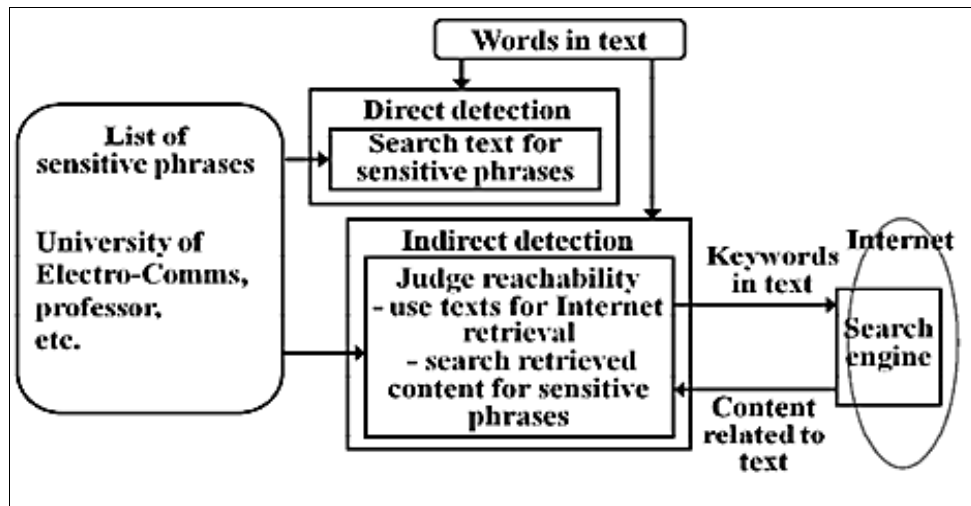 Words in text
Direct detection
Search text for
sensitive phrases
List of
sensitive phrases
University of
Electro-Comms,
professor,
etc.
Indirect detection
Judge reachability
- use texts for Internet
retrieval
- search retrieved
content for sensitive
phrases
Keywords
in text
Internet
Search
engine
Content
related to
text